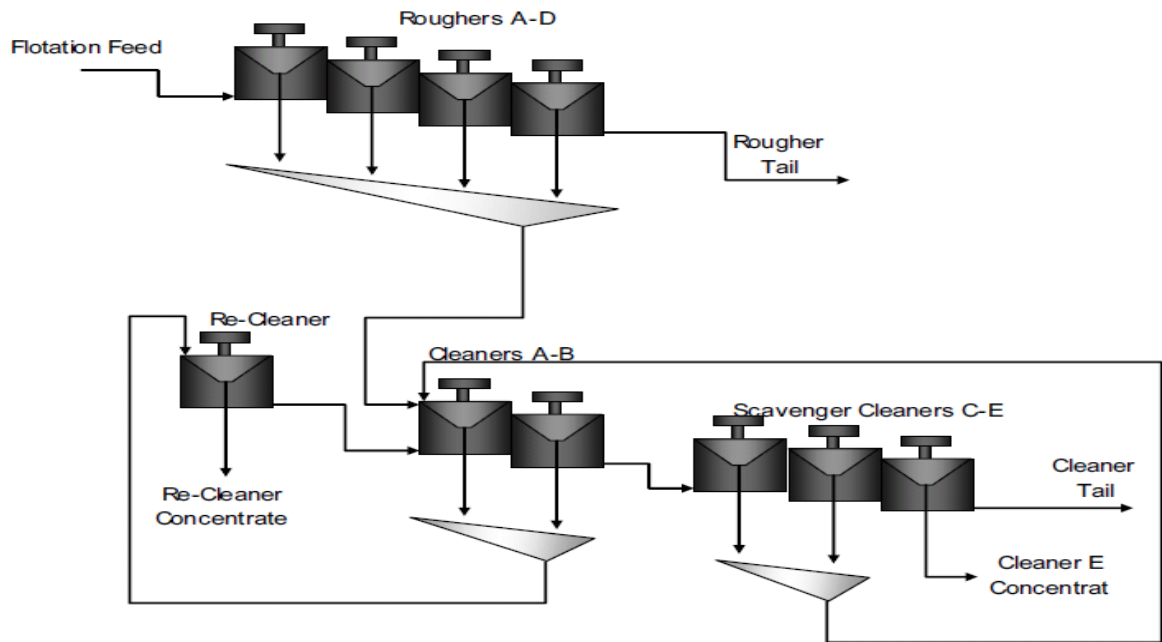 Roughers A-D
Flotation Feed
Rougher
Tail
Re-Cleaner
Cleaners A-B
Scavenger Cleaners C-E
Cleaner
Tail
Re-Cleaner
Concentrate
Cleaner E
Concentrat